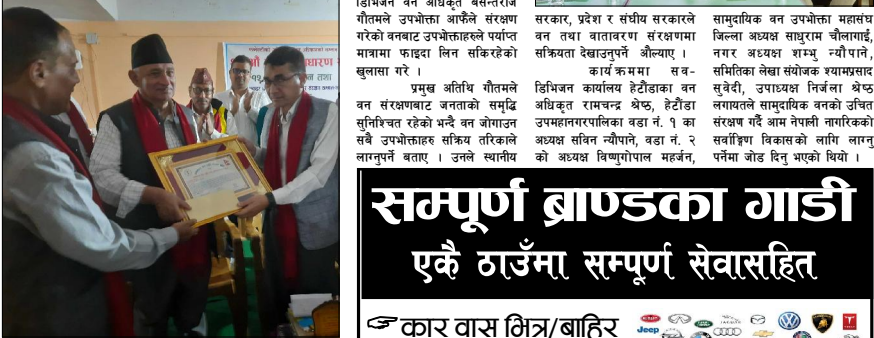 डिभिजन वन अधिकृत बसन्तराज
गौतमले उपभोक्ता आफैँले संरक्षण
गरेको वनबाट उपभोक्ताहरुले पर्याप्त
मात्रामा फाइदा लिन सकिरहेको
खुलासा गरे ।
प्रमुख अतिथि गौतमले
वन संरक्षणबाट जनताको समृद्धि
सुनिश्चित रहेको भन्दै वन जोगाउन
सबै उपभोक्ताहरु सक्रिय तरिकाले
लाग्नुपर्ने बताए । उनले स्थानीय
सरकार, प्रदेश र संघीय सरकारले
वन तथा वातावरण संरक्षणमा
सक्रियता देखाउनुपर्ने औल्याए ।
कार्यक्रममा सव-
डिभिजन कार्यालय हेटौंडाका वन
अधिकृत रामचन्द्र श्रेष्ठ, हेटौंडा
उपमहानगरपालिका वडा नं. १ का
अध्यक्ष सविन न्यौपाने, वडा नं. २
को अध्यक्ष विष्णुगोपाल महर्जन,
सामुदायिक वन उपभोक्ता महासंघ
जिल्ला अध्यक्ष साधुराम चौलागाईं,
नगर अध्यक्ष शम्भु न्यौपाने,
समितिका लेखा संयोजक श्यामप्रसाद
सुवेदी, उपाध्यक्ष निर्जला श्रेष्ठ
लगायतले सामुदायिक वनको उचित
संरक्षण गर्दै आम नेपाली नागरिकको
सर्वाङ्गिण विकासको लागि लाग्नु
पर्नेमा जोड दिनु भएको थियो ।
सम्पूर्ण ब्राण्डका गाडी
एकै ठाउँमा सम्पूर्ण सेवासहित
कार वास भित्र/बाहिर
Jeep